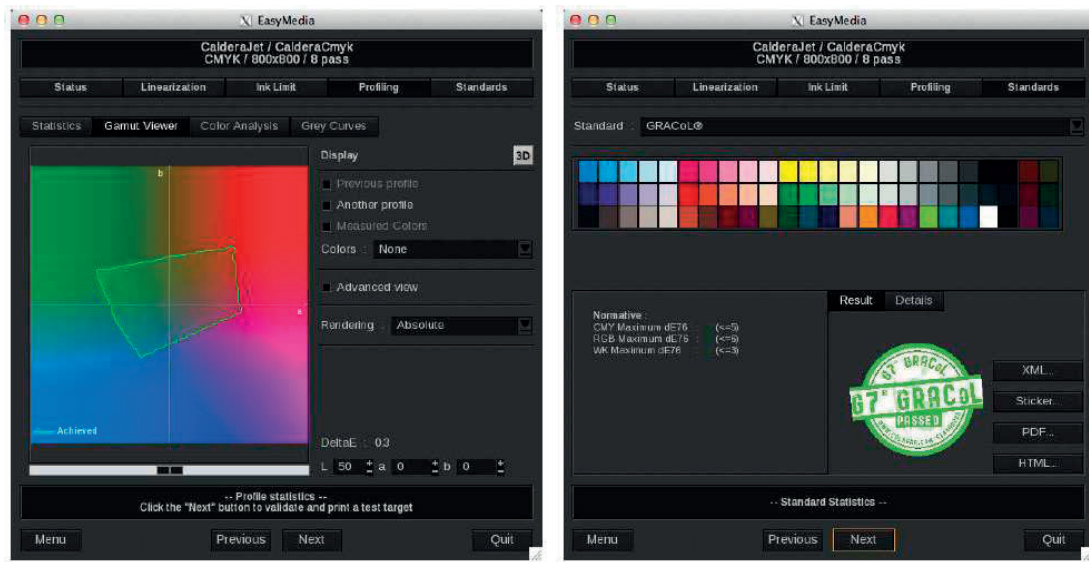 EasyMedia
CalderaJet / CalderaCmyk
CMYK / 800x800 / 8 pass
Status Linearization Ink Limit Profiling Standards
Statistics Gamut Viewer Color Analysis Grey Curves
Display 3D
b
Previous profile
Another profile
Measured Colors
Colors : None
Advanced view
a
Rendering : Absolute
Achieved
DeltaE : 0.3
L 50 a 0 b 0
-- Profile statistics --
Click the "Next" button to validate and print a test target
Menu Previous Next Quit
EasyMedia
CalderaJet / CalderaCmyk
CMYK / 800x800 / 8 pass
Status Linearization Ink Limit Profiling Standards
Standard : GRACoL®
Result Details
Normative :
CMY Maximum dE76 : (<=5)
RGB Maximum dE76 : (<=6)
WK Maximum dE76 : (<=3)
G7® GRACoL
G7® GRACoL
PASSED
XML...
Sticker...
PDF...
HTML...
-- Standard Statistics --
Menu Previous Next Quit